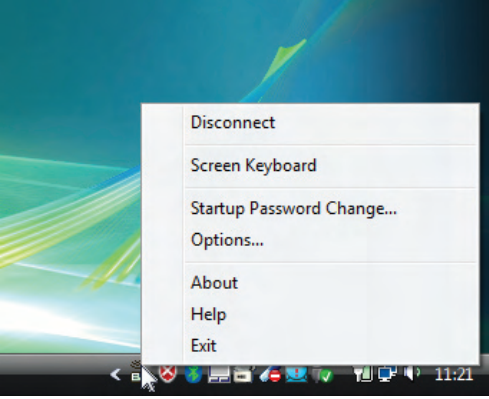 Disconnect
Screen Keyboard
Startup Password Change...
Options...
About
Help
Exit
11:21